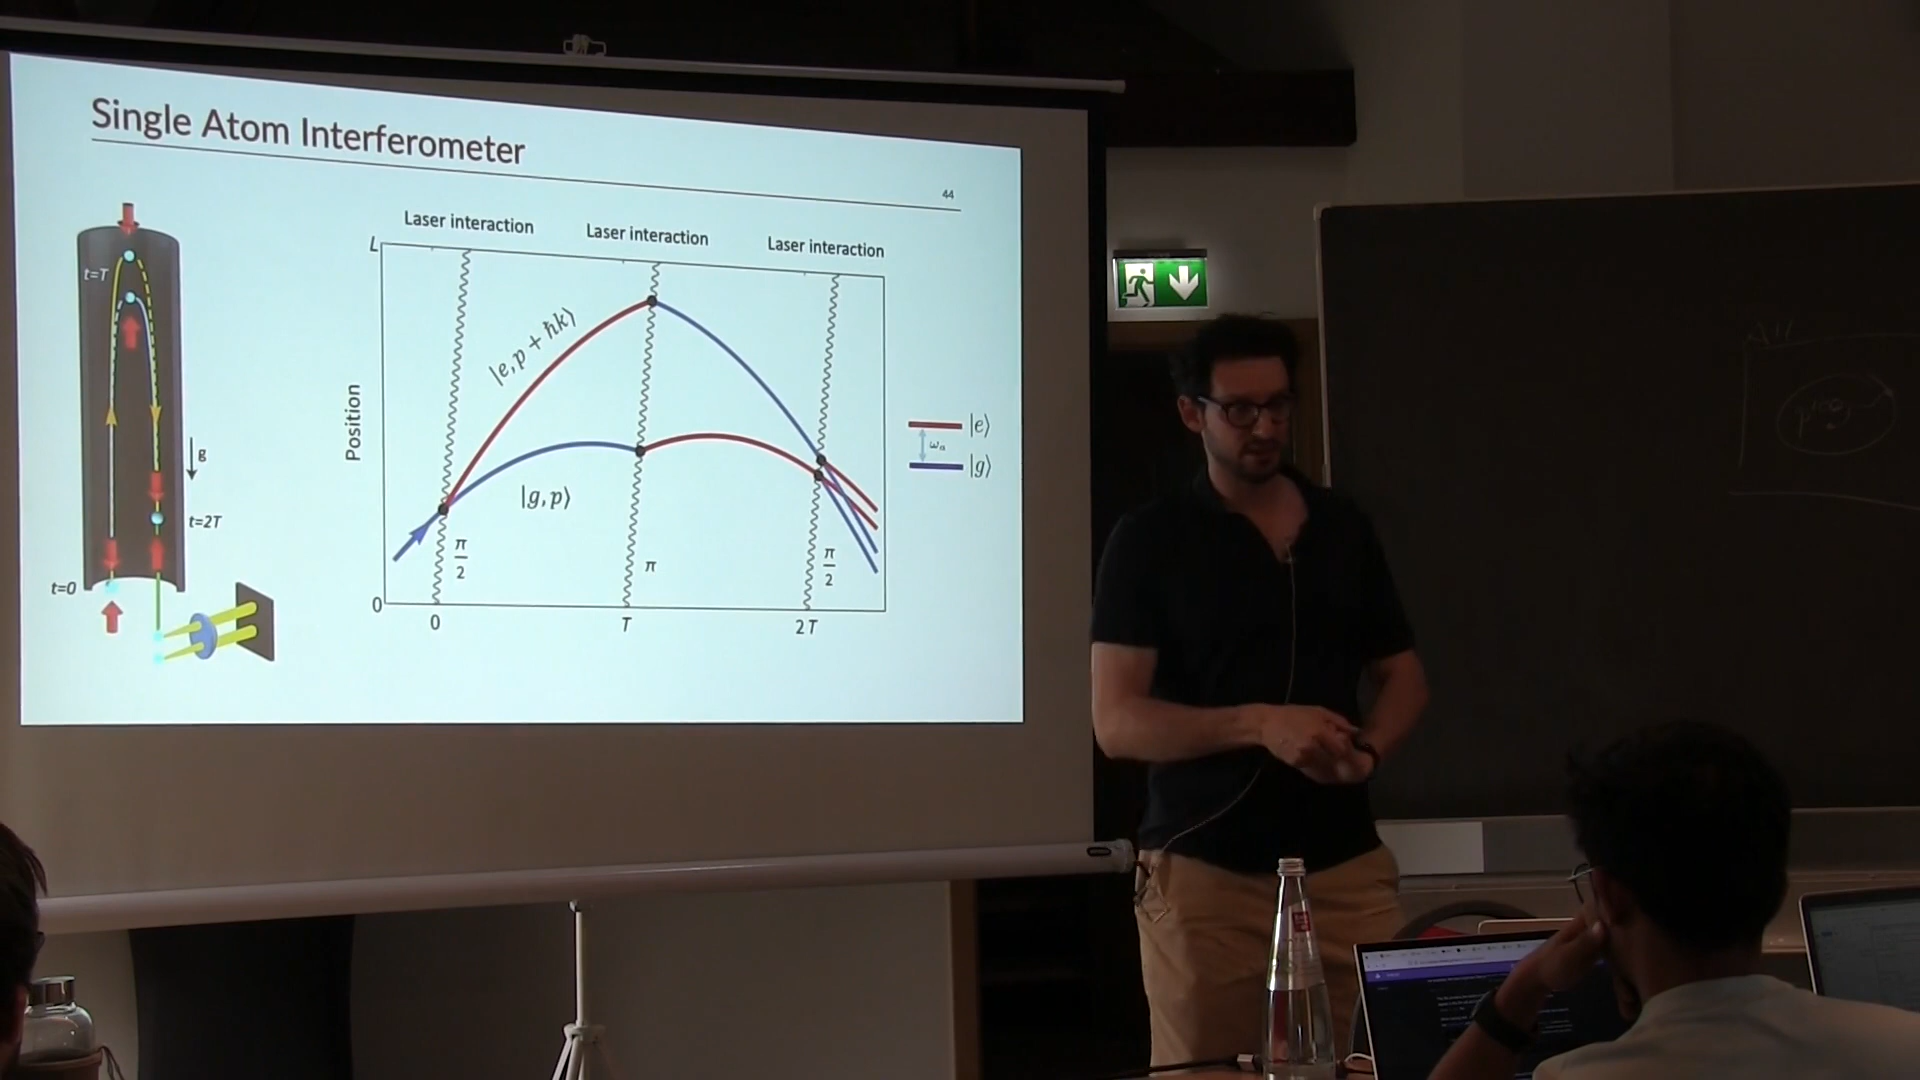 Single Atom Interferometer
44
Laser interaction
Laser interaction
Laser interaction
L
t=T
|e, p + ħk⟩
Position
|e⟩
ωₐ
|g⟩
g
|g, p⟩
t=2T
π/2
π
π/2
t=0
0
0
T
2T